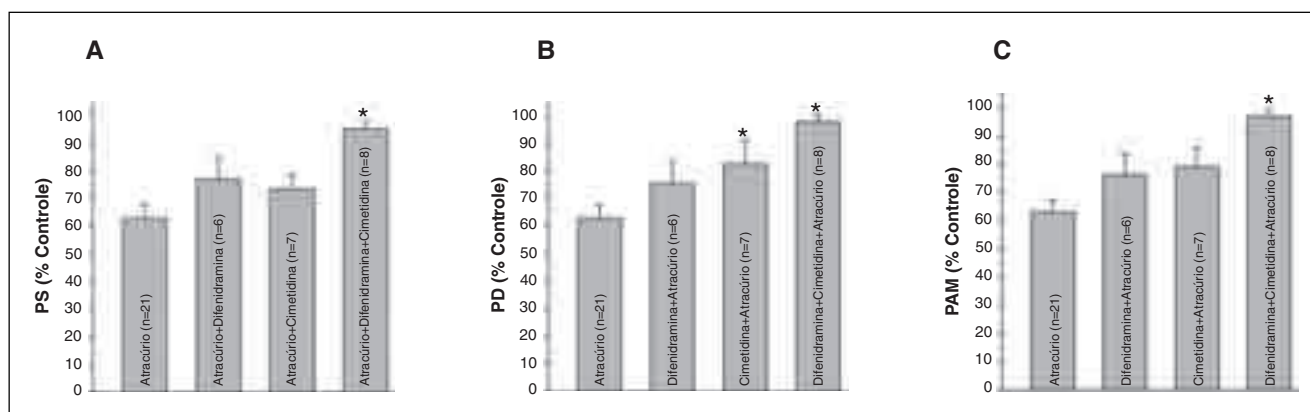 A
PS (% Controle)
100
90
80
70
60
50
40
30
20
10
0
Atracúrio (n=21)
Atracúrio+Difenidramina (n=6)
Atracúrio+Cimetidina (n=7)
Atracúrio+Difenidramina+Cimetidina (n=8)
*
B
PD (% Controle)
100
90
80
70
60
50
40
30
20
10
0
Atracúrio (n=21)
Difenidramina+Atracúrio (n=6)
Cimetidina+Atracúrio (n=7)
*
Difenidramina+Cimetidina+Atracúrio (n=8)
*
C
PAM (% Controle)
100
90
80
70
60
50
40
30
20
10
0
Atracúrio (n=21)
Difenidramina+Atracúrio (n=6)
Cimetidina+Atracúrio (n=7)
Difenidramina+Cimetidina+Atracúrio (n=8)
*